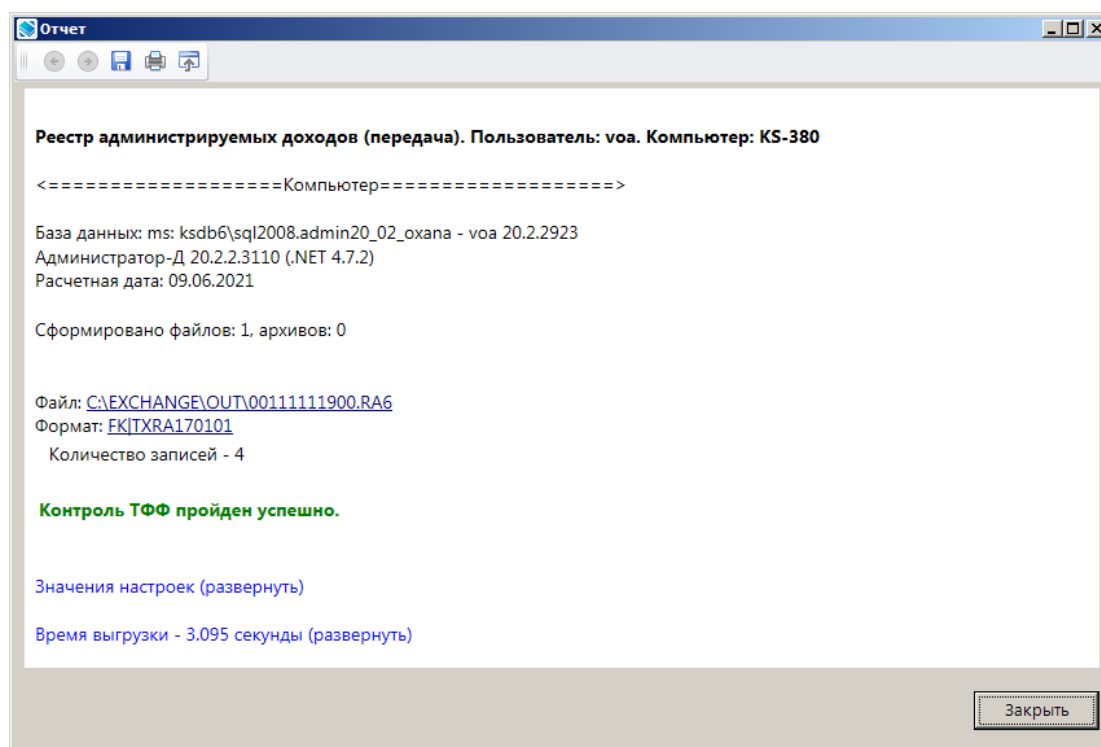 Отчет
Реестр администрируемых доходов (передача). Пользователь: voa. Компьютер: KS-380
<===================Компьютер===================>
База данных: ms: ksdb6\sql2008.admin20_02_oxana - voa 20.2.2923
Администратор-Д 20.2.2.3110 (.NET 4.7.2)
Расчетная дата: 09.06.2021
Сформировано файлов: 1, архивов: 0
Файл: C:\EXCHANGE\OUT\00111111900.RA6
Формат: FK|TXRA170101
Количество записей - 4
Контроль ТФФ пройден успешно.
Значения настроек (развернуть)
Время выгрузки - 3.095 секунды (развернуть)
Закрыть